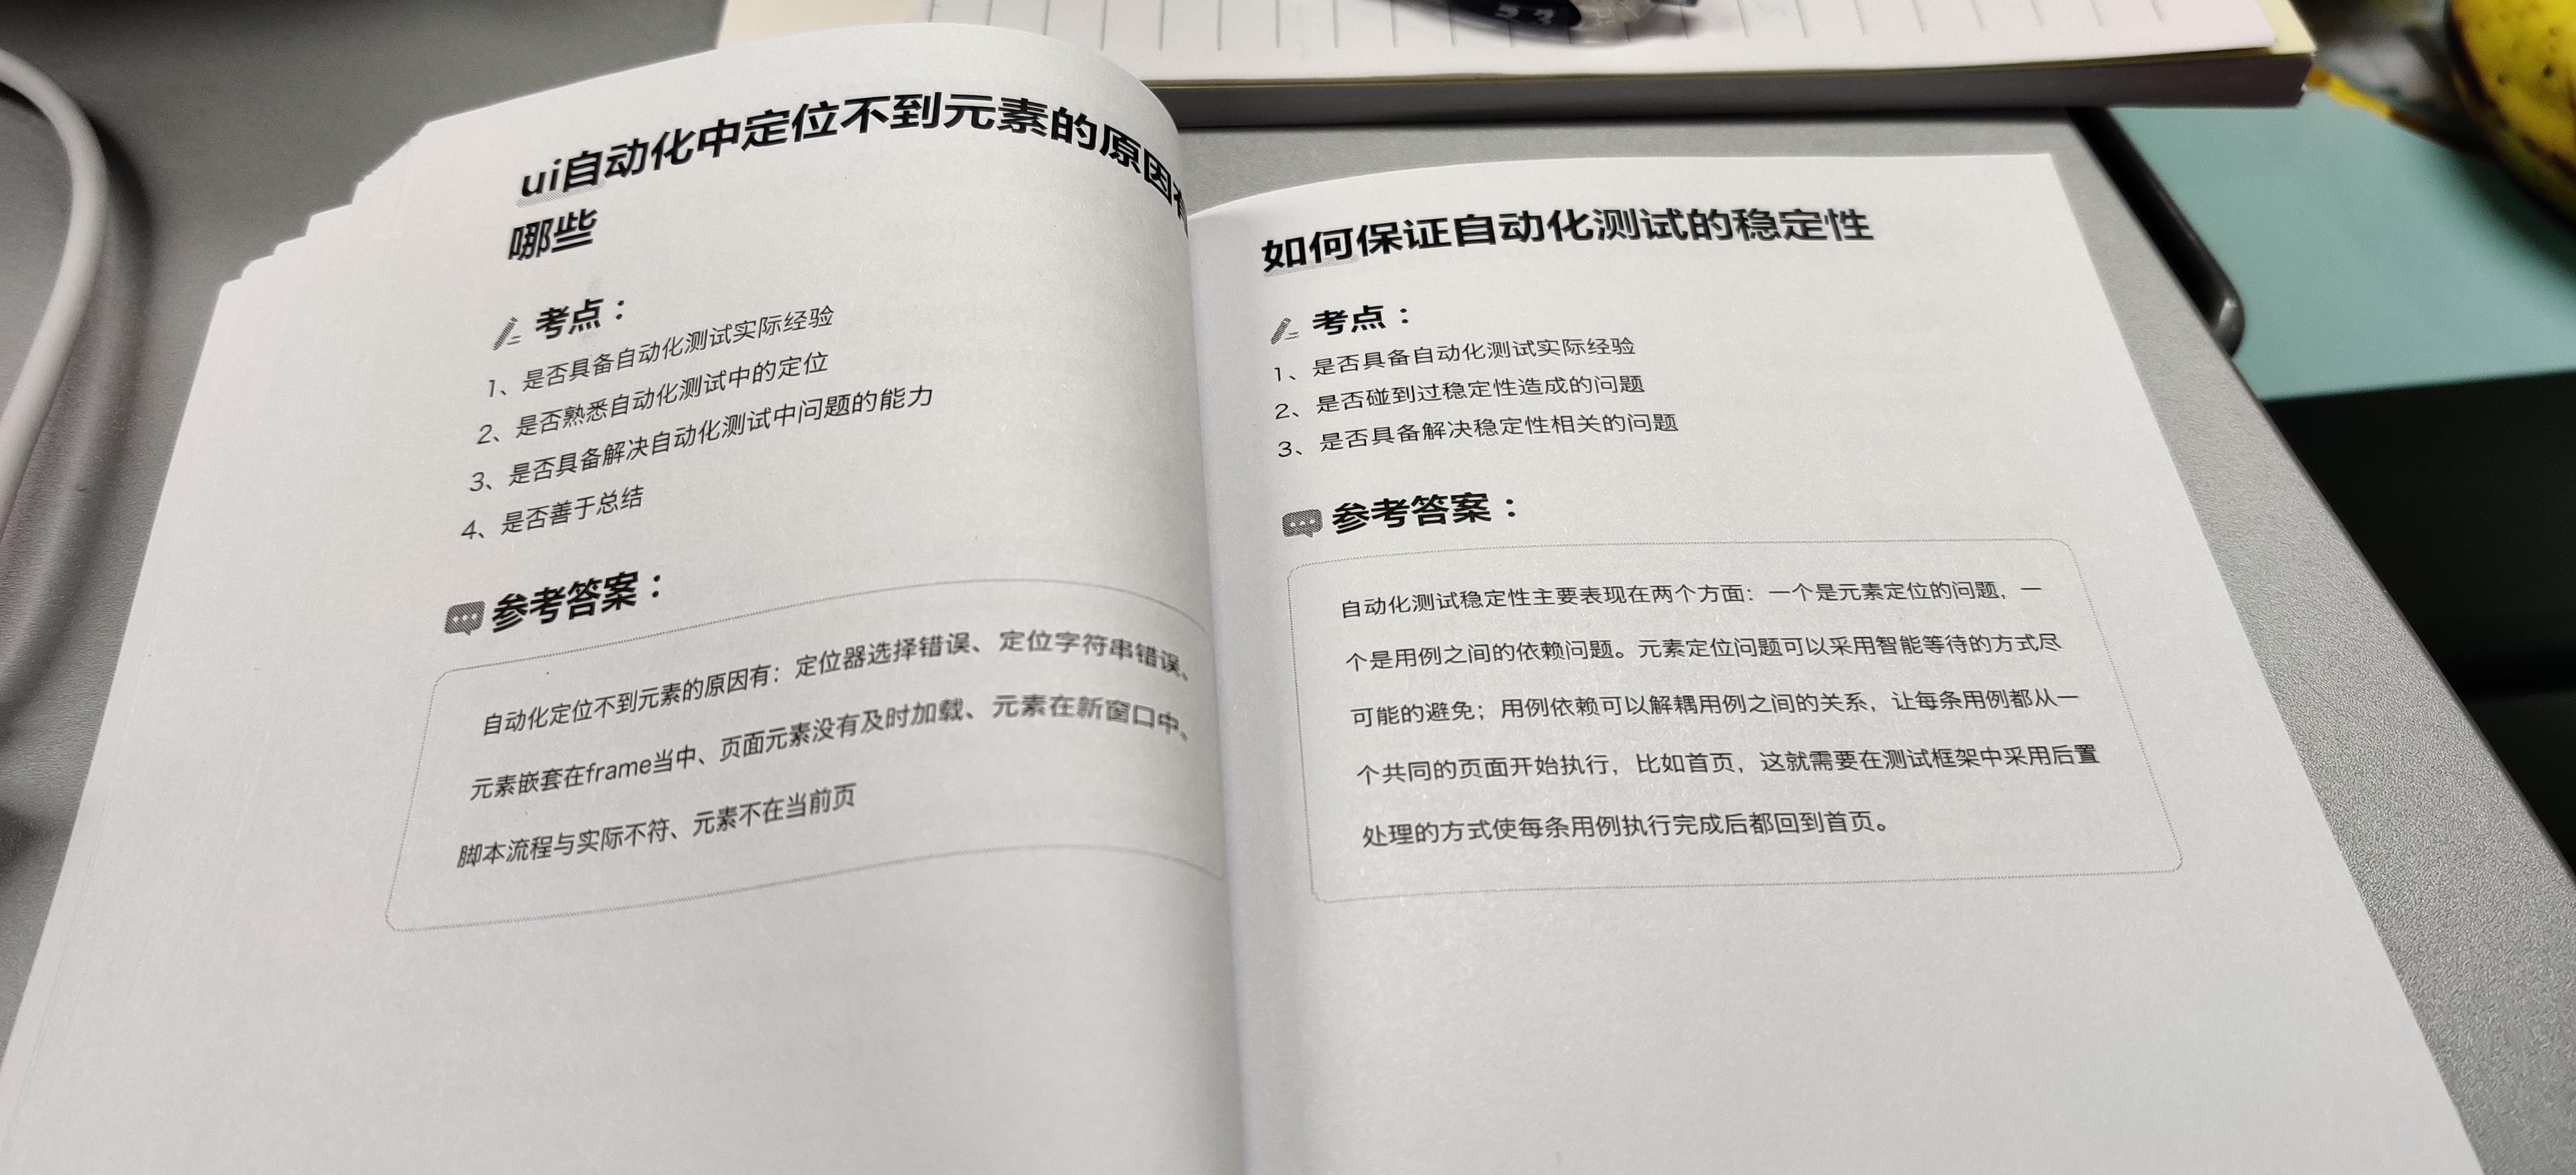 ui自动化中定位不到元素的原因有
哪些
考点：
1、是否具备自动化测试实际经验
2、是否熟悉自动化测试中的定位
3、是否具备解决自动化测试中问题的能力
4、是否善于总结
参考答案：
自动化定位不到元素的原因有：定位器选择错误、定位字符串错误、
元素嵌套在frame当中、页面元素没有及时加载、元素在新窗口中、
脚本流程与实际不符、元素不在当前页
如何保证自动化测试的稳定性
考点：
1、是否具备自动化测试实际经验
2、是否碰到过稳定性造成的问题
3、是否具备解决稳定性相关的问题
参考答案：
自动化测试稳定性主要表现在两个方面：一个是元素定位的问题，一
个是用例之间的依赖问题。元素定位问题可以采用智能等待的方式尽
可能的避免；用例依赖可以解耦用例之间的关系，让每条用例都从一
个共同的页面开始执行，比如首页，这就需要在测试框架中采用后置
处理的方式使每条用例执行完成后都回到首页。